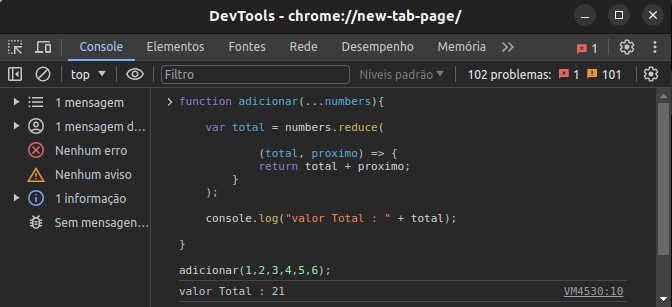 DevTools - chrome://new-tab-page/
Console Elementos Fontes Rede Desempenho Memória 1
top Filtro Níveis padrão 102 problemas: 1 101
1 mensagem
1 mensagem d...
Nenhum erro
Nenhum aviso
1 informação
Sem mensagen...
function adicionar(...numbers){
var total = numbers.reduce(
(total, proximo) => {
return total + proximo;
}
);
console.log("valor Total : " + total);
}
adicionar(1,2,3,4,5,6);
valor Total : 21 VM4530:10